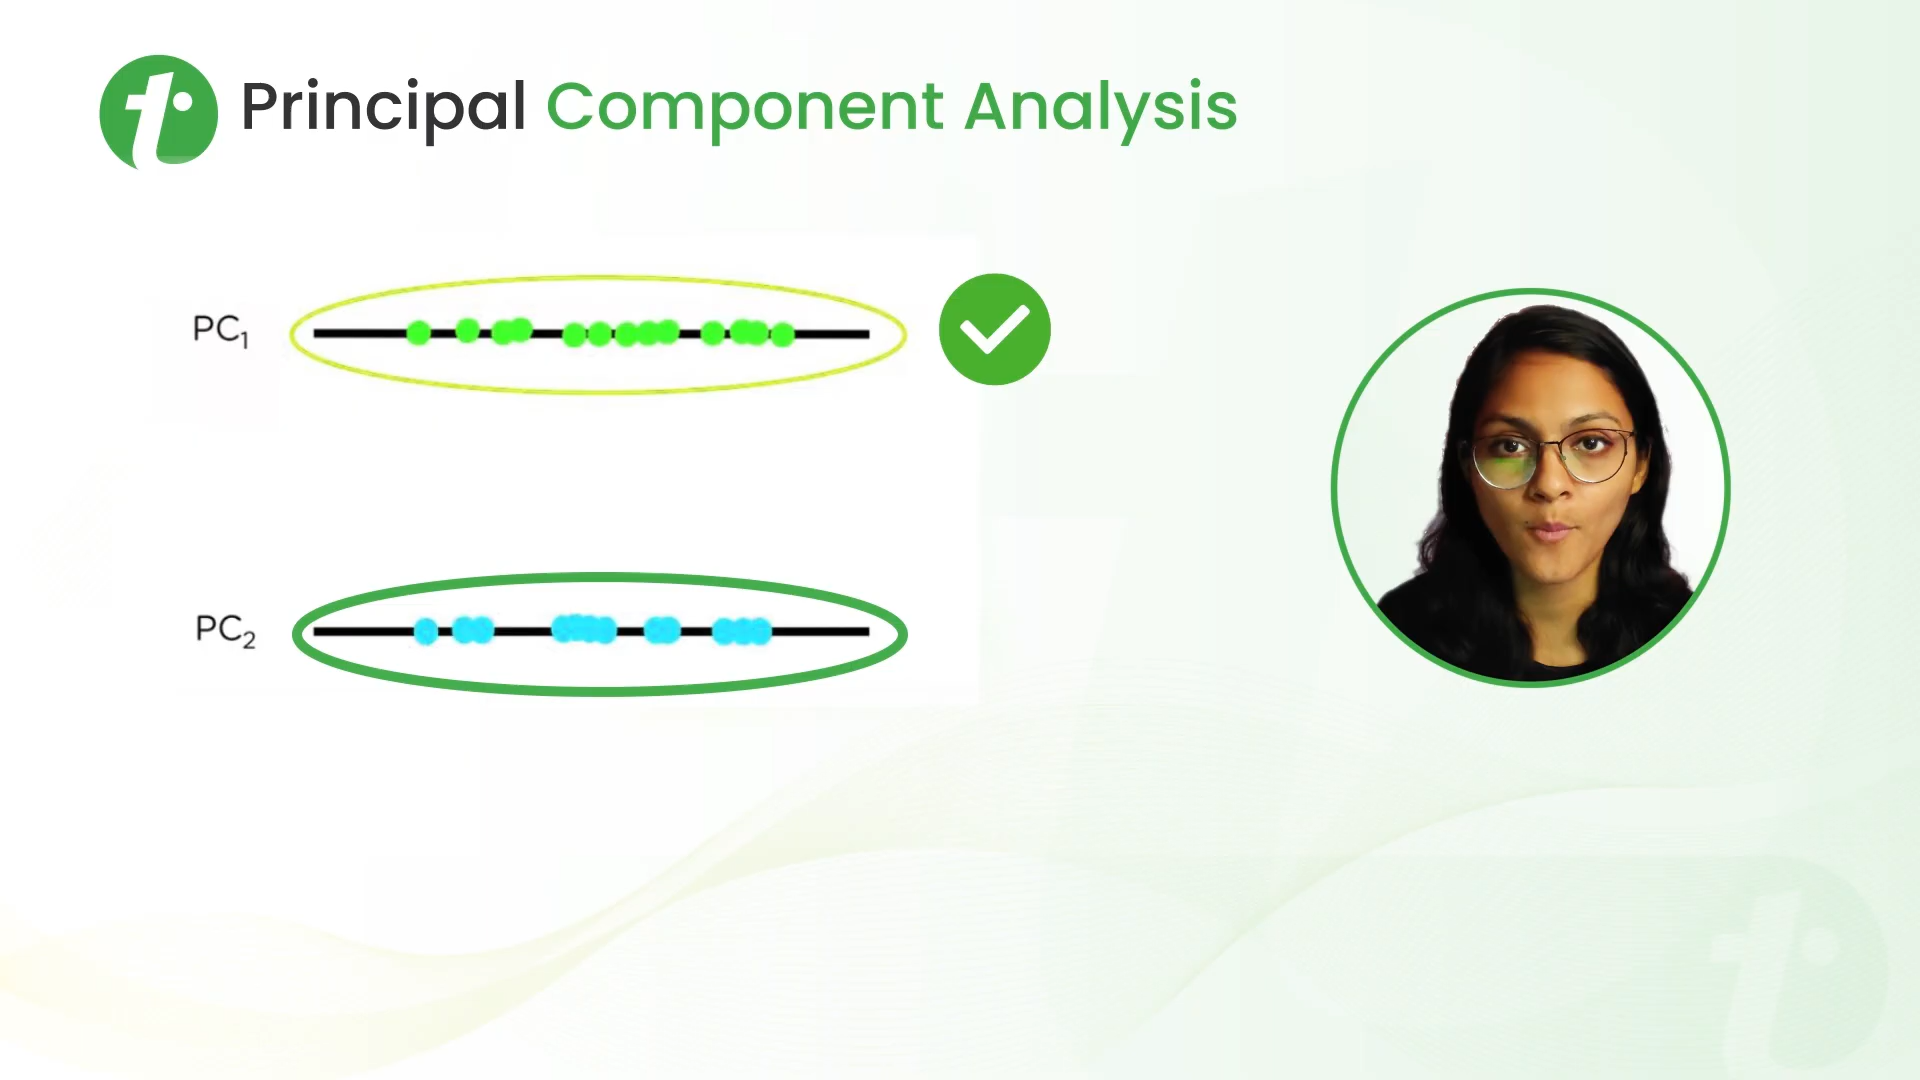 Principal Component Analysis
PC₁
PC₂